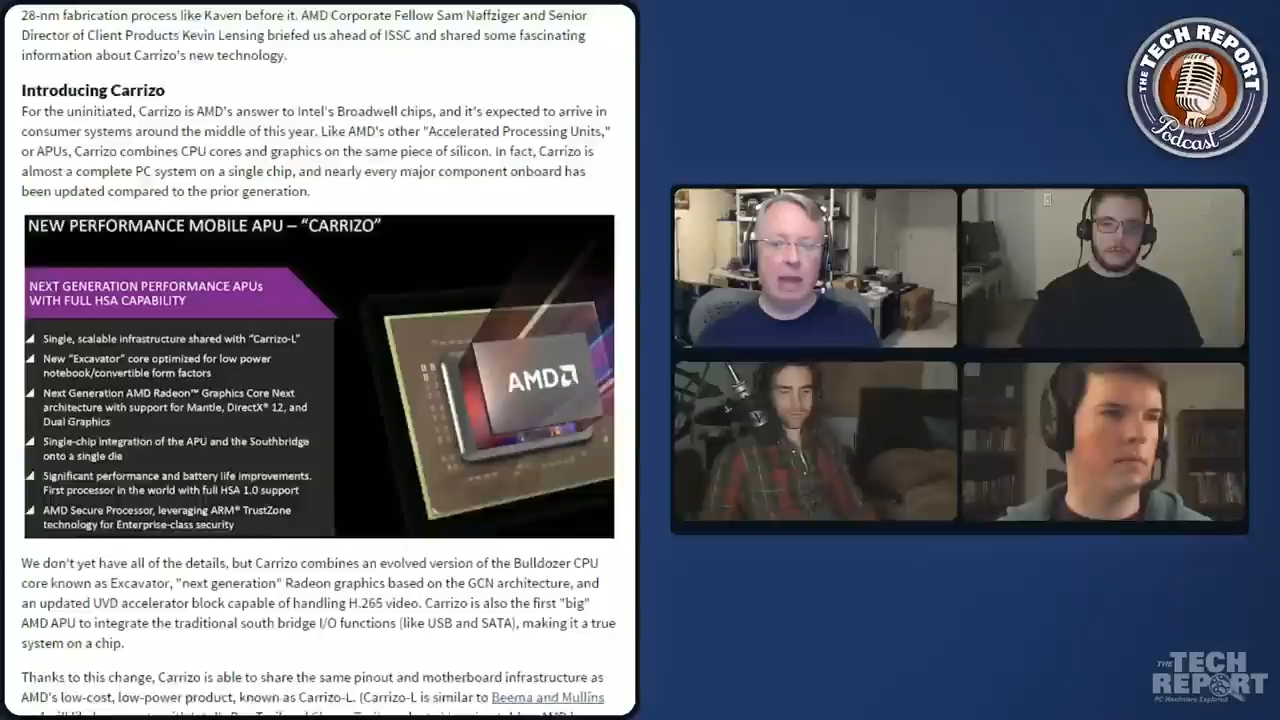 28-nm fabrication process like Kaven before it. AMD Corporate Fellow Sam Naffziger and Senior
Director of Client Products Kevin Lensing briefed us ahead of ISSC and shared some fascinating
information about Carrizo's new technology.
Introducing Carrizo
For the uninitiated, Carrizo is AMD's answer to Intel's Broadwell chips, and it's expected to arrive in
consumer systems around the middle of this year. Like AMD's other "Accelerated Processing Units,"
or APUs, Carrizo combines CPU cores and graphics on the same piece of silicon. In fact, Carrizo is
almost a complete PC system on a single chip, and nearly every major component onboard has
been updated compared to the prior generation.
NEW PERFORMANCE MOBILE APU – “CARRIZO”
NEXT GENERATION PERFORMANCE APUs
WITH FULL HSA CAPABILITY
Single, scalable infrastructure shared with “Carrizo-L”
New “Excavator” core optimized for low power
notebook/convertible form factors
Next Generation AMD Radeon™ Graphics Core Next
architecture with support for Mantle, DirectX® 12, and
Dual Graphics
Single-chip integration of the APU and the Southbridge
onto a single die
Significant performance and battery life improvements.
First processor in the world with full HSA 1.0 support
AMD Secure Processor, leveraging ARM® TrustZone
technology for Enterprise-class security
AMD
We don't yet have all of the details, but Carrizo combines an evolved version of the Bulldozer CPU
core known as Excavator, "next generation" Radeon graphics based on the GCN architecture, and
an updated UVD accelerator block capable of handling H.265 video. Carrizo is also the first "big"
AMD APU to integrate the traditional south bridge I/O functions (like USB and SATA), making it a true
system on a chip.
Thanks to this change, Carrizo is able to share the same pinout and motherboard infrastructure as
AMD's low-cost, low-power product, known as Carrizo-L. (Carrizo-L is similar to Beema and Mullins
THE TECH REPORT
Podcast
THE
TECH
REPORT
PC Hardware Explored